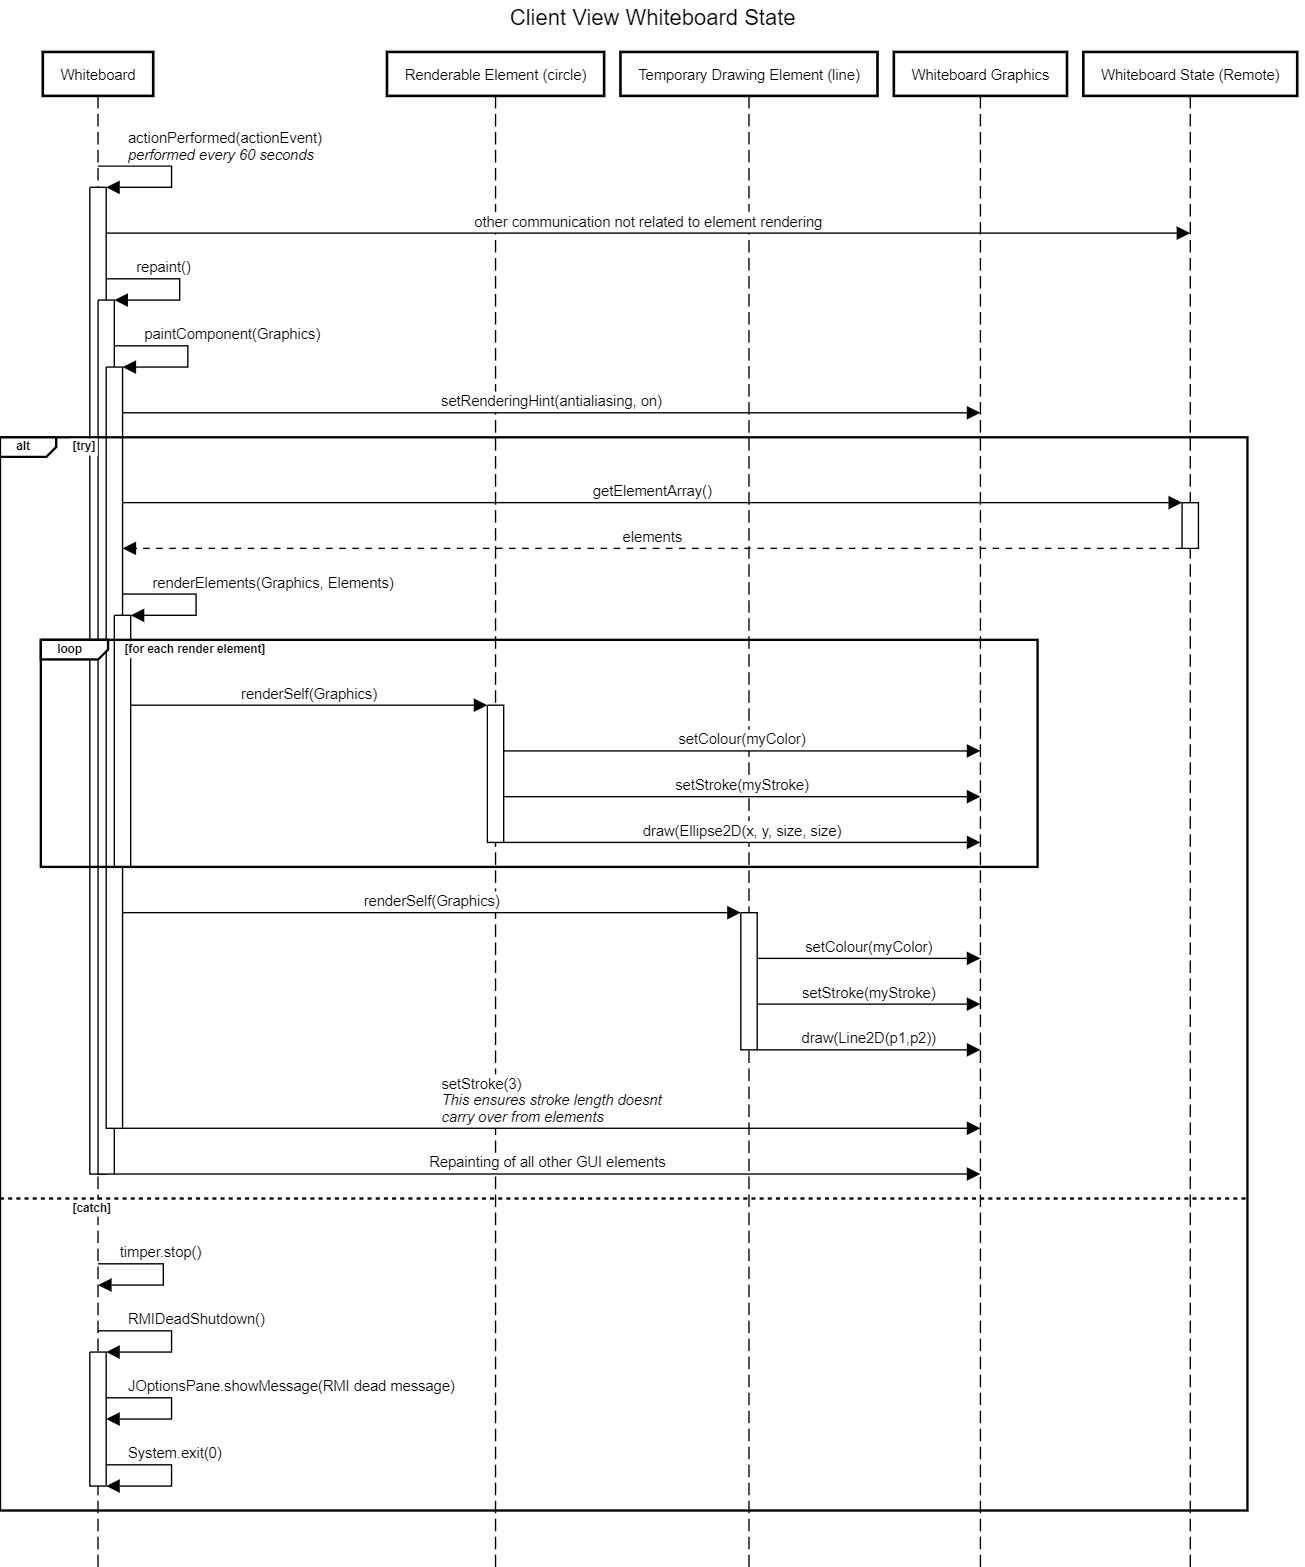 Client View Whiteboard State
Whiteboard
Renderable Element (circle)
Temporary Drawing Element (line)
Whiteboard Graphics
Whiteboard State (Remote)
actionPerformed(actionEvent)
performed every 60 seconds
other communication not related to element rendering
repaint()
paintComponent(Graphics)
setRenderingHint(antialiasing, on)
alt
[try]
getElementArray()
elements
renderElements(Graphics, Elements)
loop
[for each render element]
renderSelf(Graphics)
setColour(myColor)
setStroke(myStroke)
draw(Ellipse2D(x, y, size, size)
renderSelf(Graphics)
setColour(myColor)
setStroke(myStroke)
draw(Line2D(p1,p2))
setStroke(3)
This ensures stroke length doesnt
carry over from elements
Repainting of all other GUI elements
[catch]
timper.stop()
RMIDeadShutdown()
JOptionsPane.showMessage(RMI dead message)
System.exit(0)